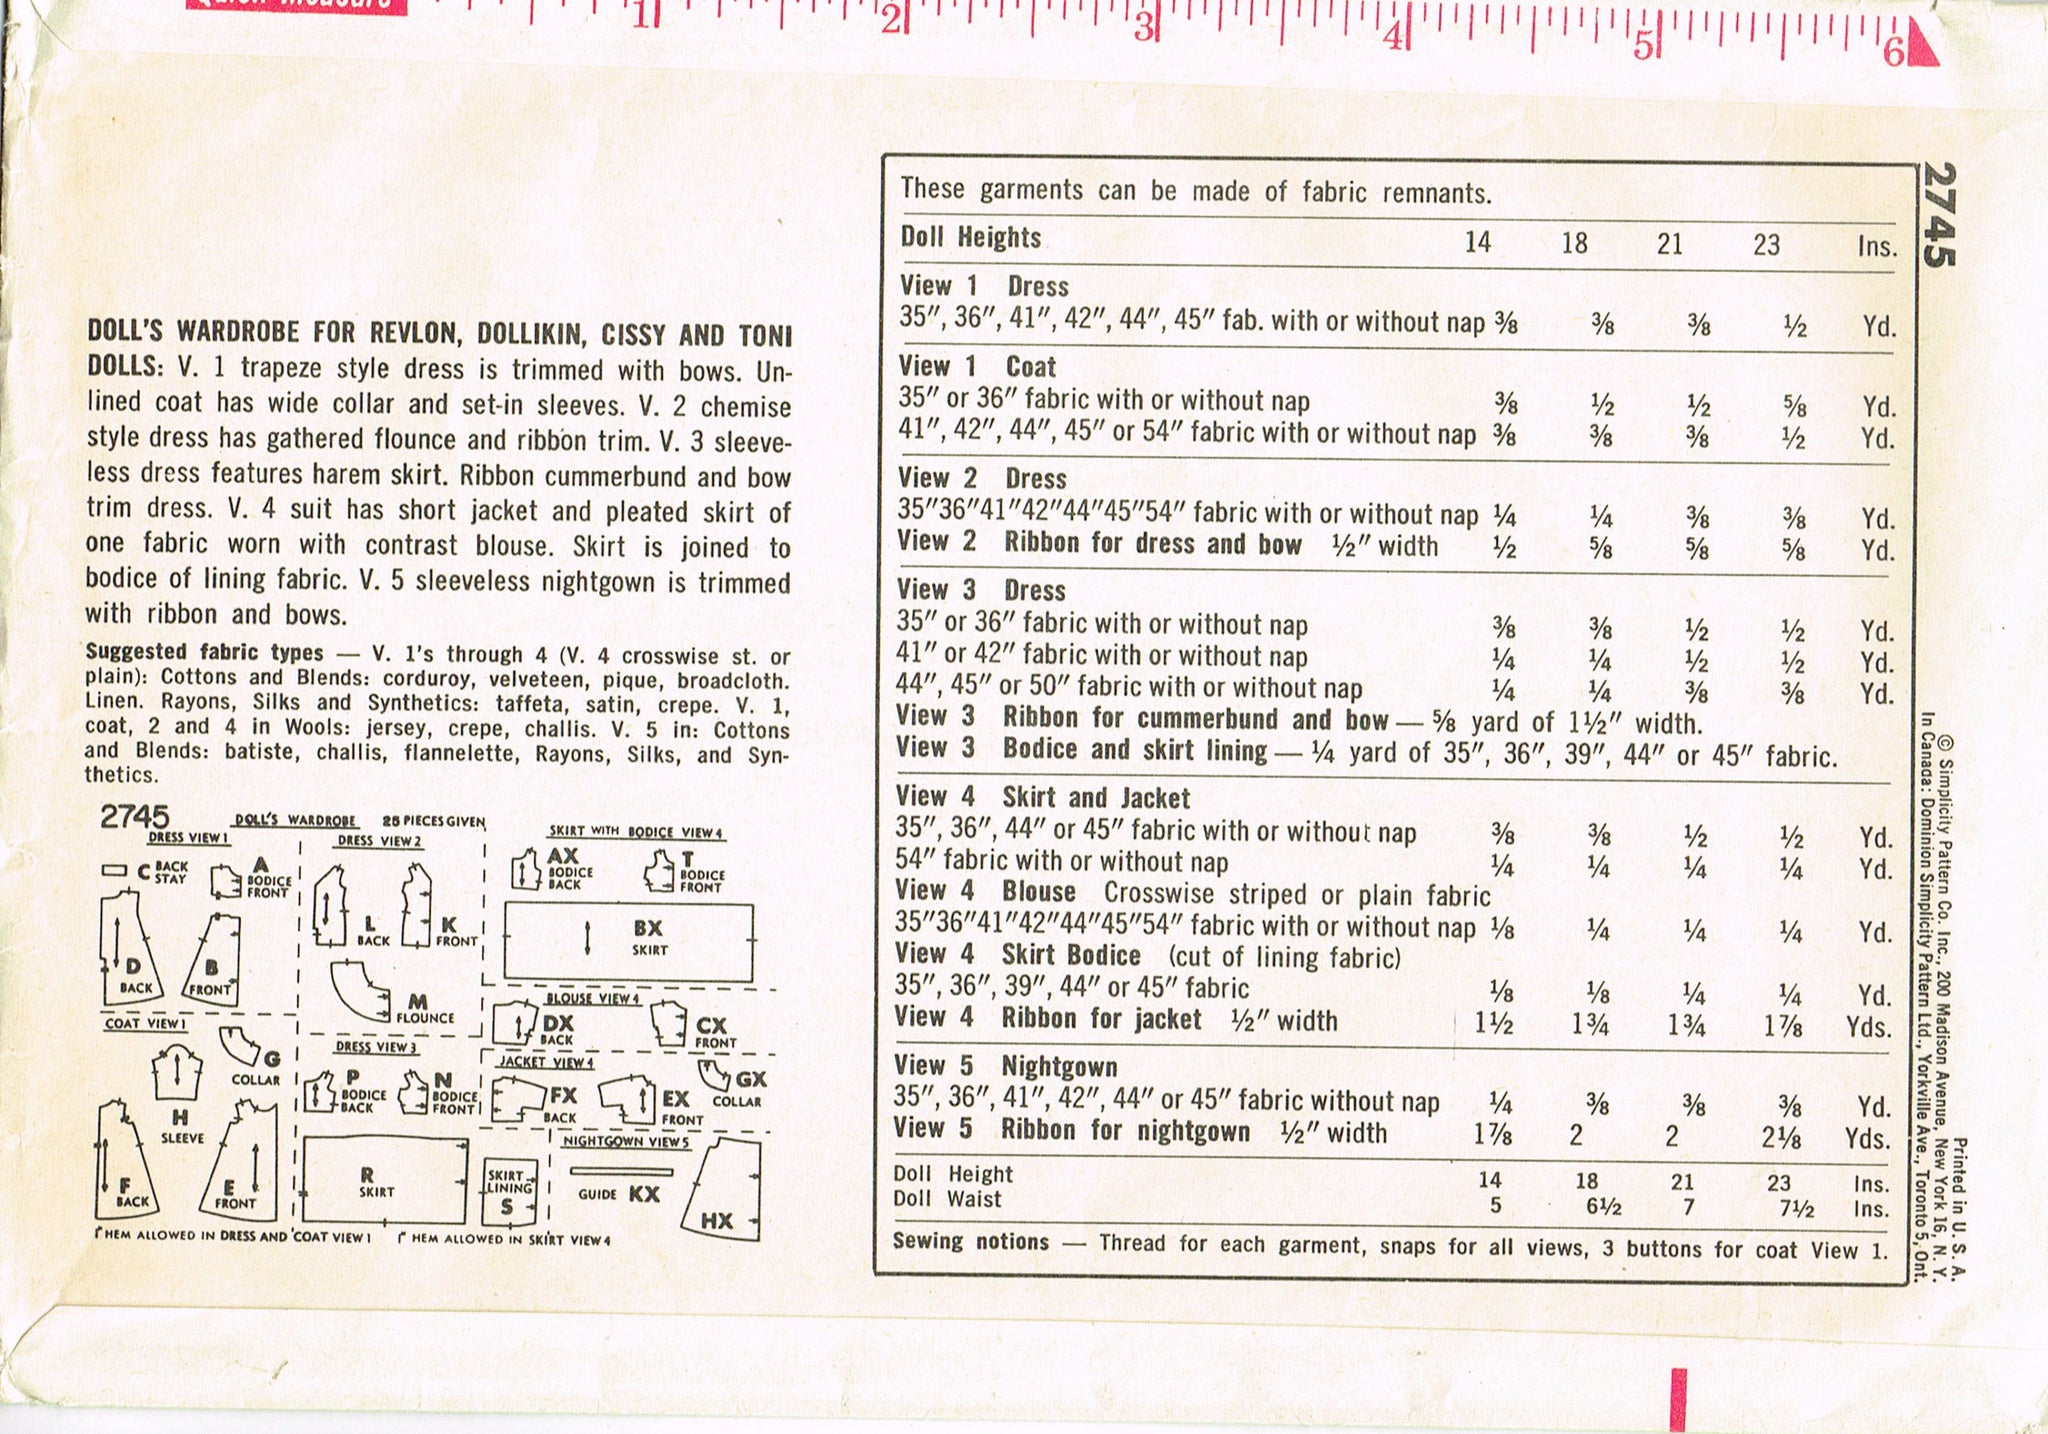 Quick Measure
1 2 3 4 5 6
DOLL'S WARDROBE FOR REVLON, DOLLIKIN, CISSY AND TONI
DOLLS: V. 1 trapeze style dress is trimmed with bows. Un-
lined coat has wide collar and set-in sleeves. V. 2 chemise
style dress has gathered flounce and ribbon trim. V. 3 sleeve-
less dress features harem skirt. Ribbon cummerbund and bow
trim dress. V. 4 suit has short jacket and pleated skirt of
one fabric worn with contrast blouse. Skirt is joined to
bodice of lining fabric. V. 5 sleeveless nightgown is trimmed
with ribbon and bows.
Suggested fabric types — V. 1's through 4 (V. 4 crosswise st. or
plain): Cottons and Blends: corduroy, velveteen, pique, broadcloth.
Linen. Rayons, Silks and Synthetics: taffeta, satin, crepe. V. 1,
coat, 2 and 4 in Wools: jersey, crepe, challis. V. 5 in: Cottons
and Blends: batiste, challis, flannelette, Rayons, Silks, and Syn-
thetics.
2745 DOLL'S WARDROBE 25 PIECES GIVEN
DRESS VIEW 1
C BACK STAY
A BODICE FRONT
D BACK
B FRONT
DRESS VIEW 2
L BACK
K FRONT
M FLOUNCE
SKIRT WITH BODICE VIEW 4
AX BODICE BACK
T BODICE FRONT
BX SKIRT
BLOUSE VIEW 4
DX BACK
CX FRONT
COAT VIEW 1
G COLLAR
H SLEEVE
F BACK
E FRONT
DRESS VIEW 3
P BODICE BACK
N BODICE FRONT
R SKIRT
SKIRT LINING S
JACKET VIEW 4
FX BACK
EX FRONT
GX COLLAR
NIGHTGOWN VIEW 5
GUIDE KX
HX
HEM ALLOWED IN DRESS AND COAT VIEW 1 HEM ALLOWED IN SKIRT VIEW 4
These garments can be made of fabric remnants.
Doll Heights 14 18 21 23 Ins.
View 1 Dress
35", 36", 41", 42", 44", 45" fab. with or without nap ⅜ ⅜ ⅜ ½ Yd.
View 1 Coat
35" or 36" fabric with or without nap ⅜ ½ ½ ⅝ Yd.
41", 42", 44", 45" or 54" fabric with or without nap ⅜ ⅜ ⅜ ½ Yd.
View 2 Dress
35"36"41"42"44"45"54" fabric with or without nap ¼ ¼ ⅜ ⅜ Yd.
View 2 Ribbon for dress and bow ½" width ½ ⅝ ⅝ ⅝ Yd.
View 3 Dress
35" or 36" fabric with or without nap ⅜ ⅜ ½ ½ Yd.
41" or 42" fabric with or without nap ¼ ¼ ½ ½ Yd.
44", 45" or 50" fabric with or without nap ¼ ¼ ⅜ ⅜ Yd.
View 3 Ribbon for cummerbund and bow — ⅝ yard of 1½" width.
View 3 Bodice and skirt lining — ¼ yard of 35", 36", 39", 44" or 45" fabric.
View 4 Skirt and Jacket
35", 36", 44" or 45" fabric with or without nap ⅜ ⅜ ½ ½ Yd.
54" fabric with or without nap ¼ ¼ ¼ ¼ Yd.
View 4 Blouse Crosswise striped or plain fabric
35"36"41"42"44"45"54" fabric with or without nap ⅛ ¼ ¼ ¼ Yd.
View 4 Skirt Bodice (cut of lining fabric)
35", 36", 39", 44" or 45" fabric ⅛ ⅛ ¼ ¼ Yd.
View 4 Ribbon for jacket ½" width 1½ 1¾ 1¾ 1⅞ Yds.
View 5 Nightgown
35", 36", 41", 42", 44" or 45" fabric without nap ¼ ⅜ ⅜ ⅜ Yd.
View 5 Ribbon for nightgown ½" width 1⅞ 2 2 2⅛ Yds.
Doll Height 14 18 21 23 Ins.
Doll Waist 5 6½ 7 7½ Ins.
Sewing notions — Thread for each garment, snaps for all views, 3 buttons for coat View 1.
2745
© Simplicity Pattern Co. Inc., 200 Madison Avenue, New York 16, N. Y.
In Canada: Dominion Simplicity Pattern Ltd., Yorkville Ave., Toronto 5, Ont.
Printed in U. S. A.